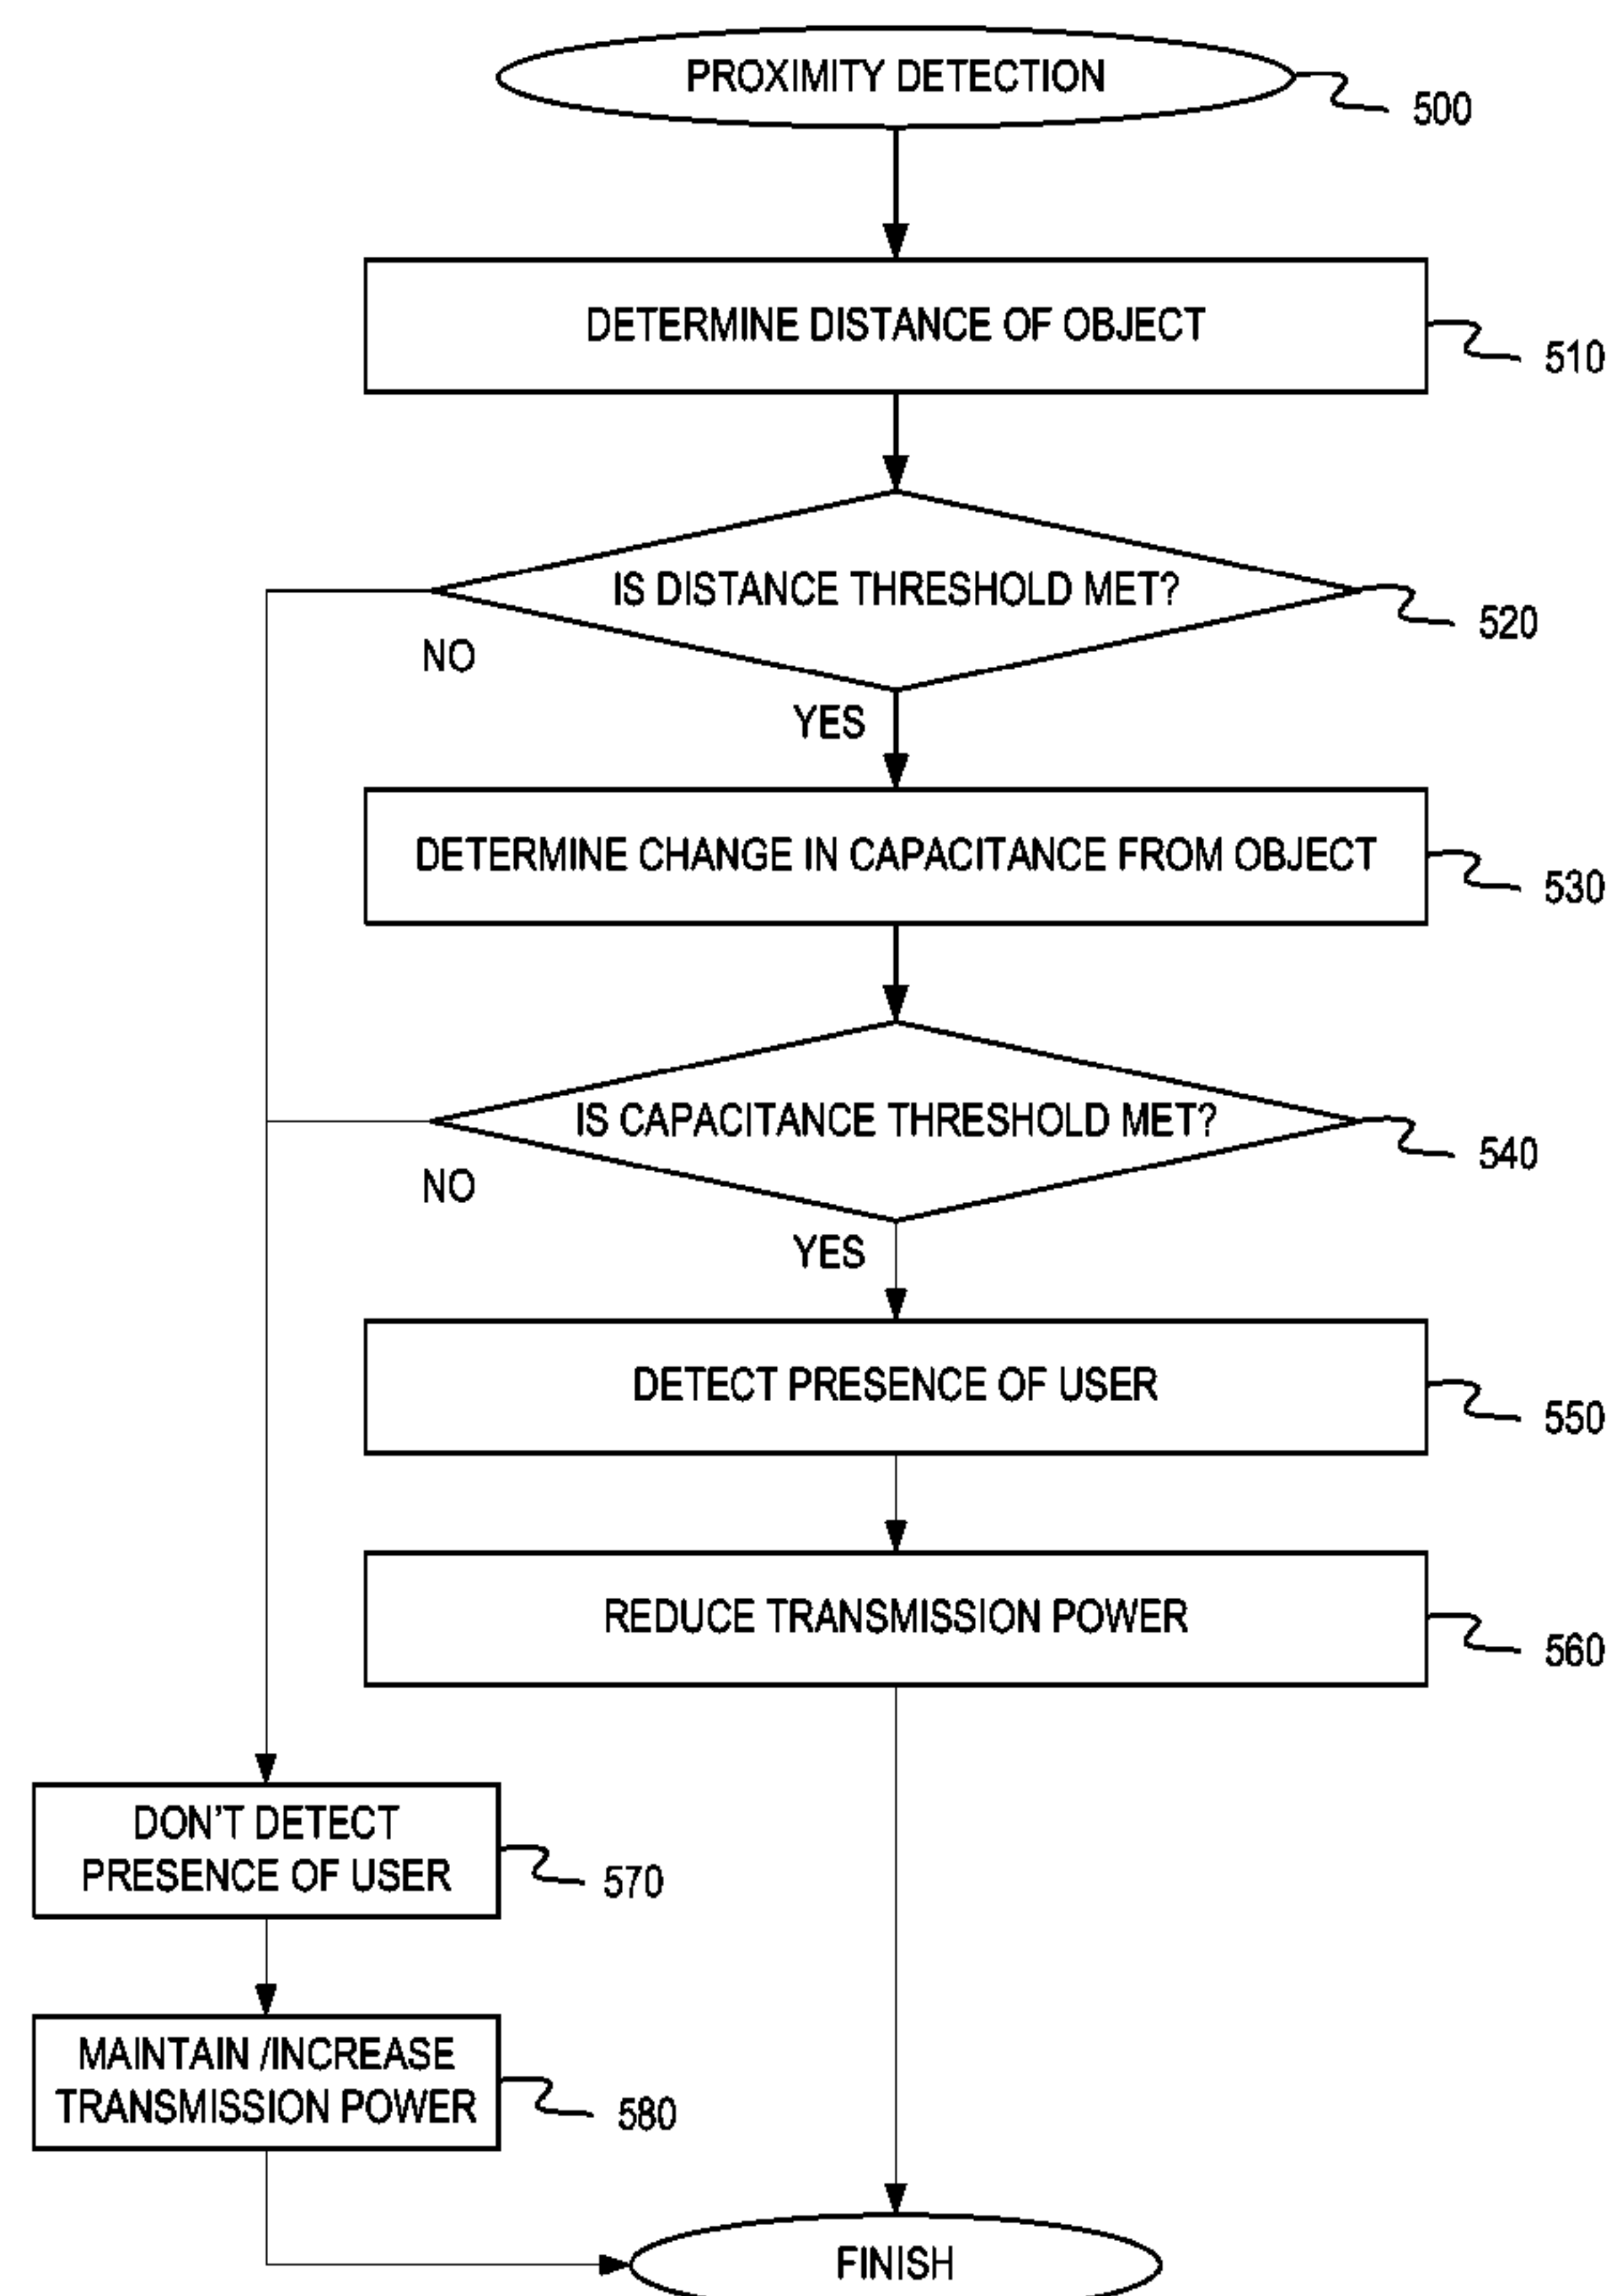 PROXIMITY DETECTION
500
DETERMINE DISTANCE OF OBJECT
510
IS DISTANCE THRESHOLD MET?
520
NO
YES
DETERMINE CHANGE IN CAPACITANCE FROM OBJECT
530
IS CAPACITANCE THRESHOLD MET?
540
NO
YES
DETECT PRESENCE OF USER
550
REDUCE TRANSMISSION POWER
560
DON'T DETECT
PRESENCE OF USER
570
MAINTAIN /INCREASE
TRANSMISSION POWER
580
FINISH